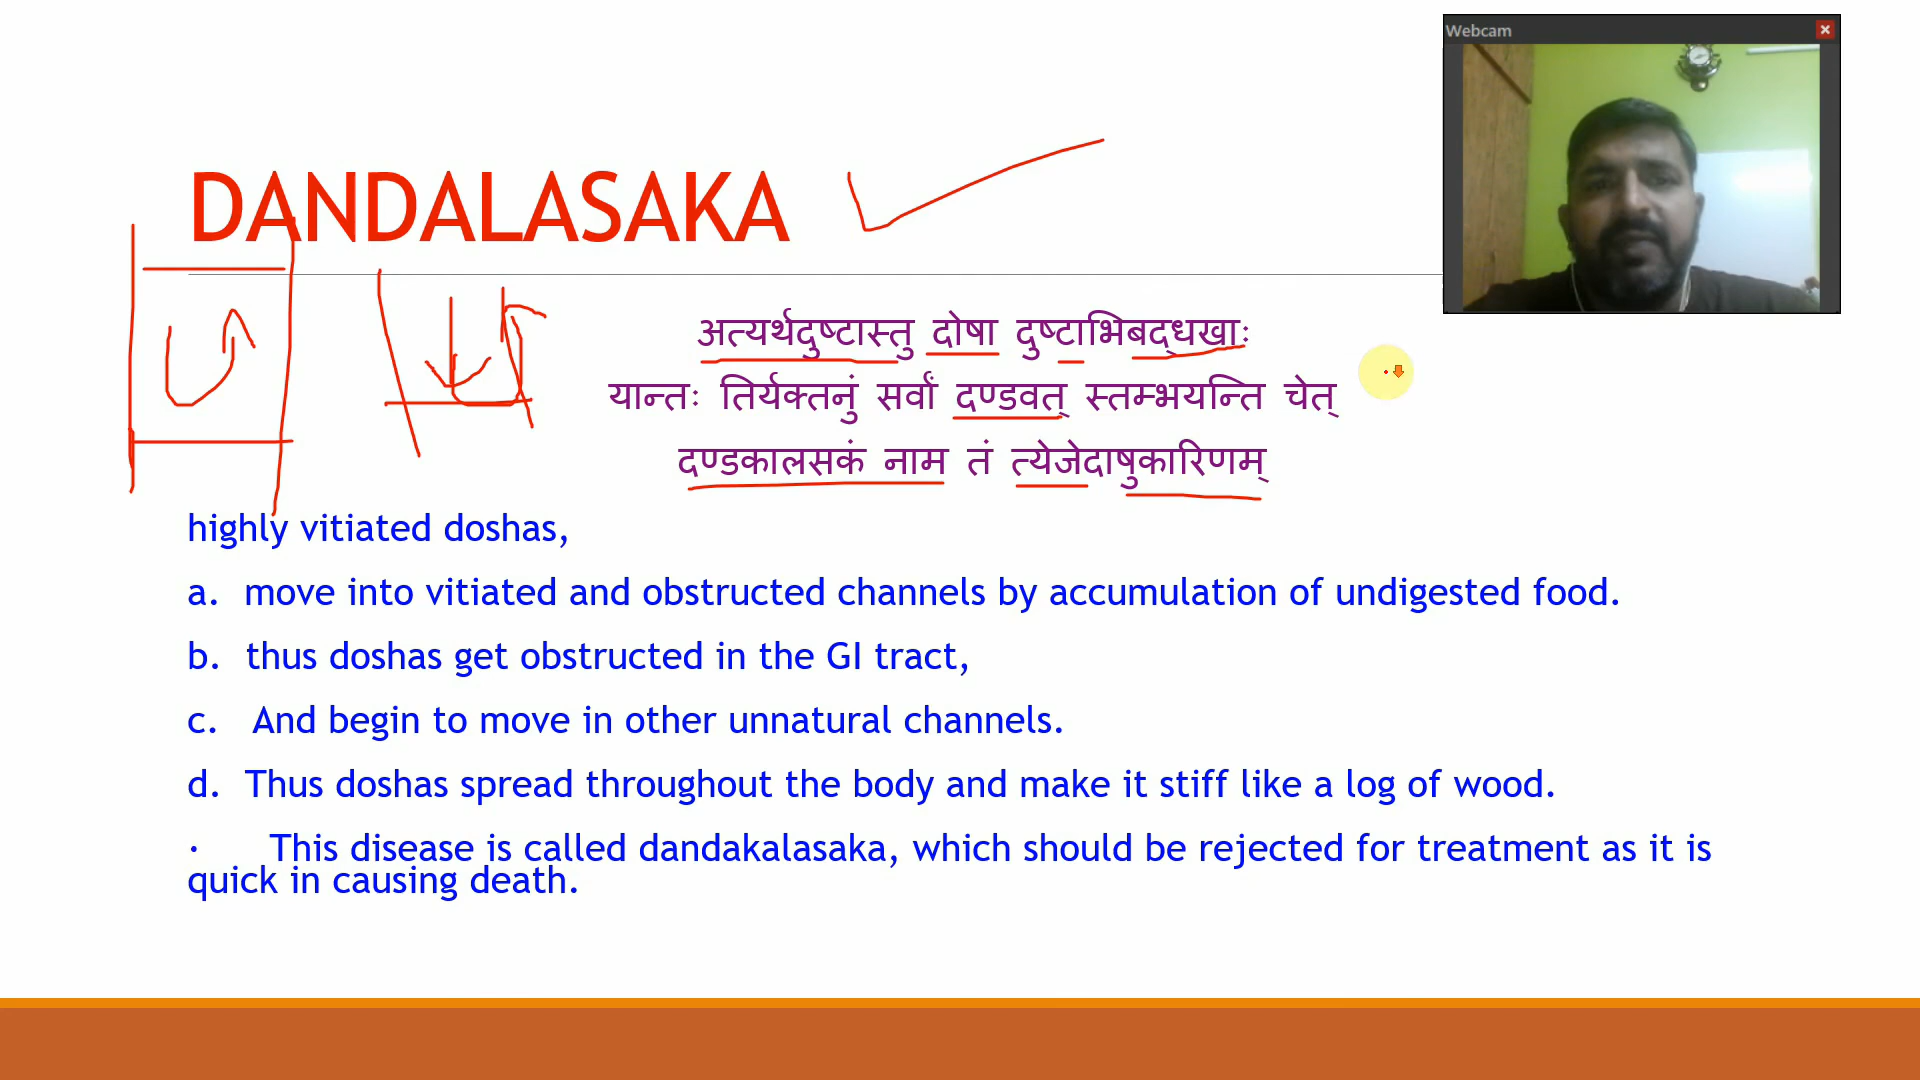 Webcam
DANDALASAKA
अत्यर्थदुष्टास्तु दोषा दुष्टाभिबद्धखाः
यान्तः तिर्यक्तनुं सर्वां दण्डवत् स्तम्भयन्ति चेत्
दण्डकालसकं नाम तं त्येजेदाषुकारिणम्
highly vitiated doshas,
a. move into vitiated and obstructed channels by accumulation of undigested food.
b. thus doshas get obstructed in the GI tract,
c. And begin to move in other unnatural channels.
d. Thus doshas spread throughout the body and make it stiff like a log of wood.
· This disease is called dandakalasaka, which should be rejected for treatment as it is
quick in causing death.